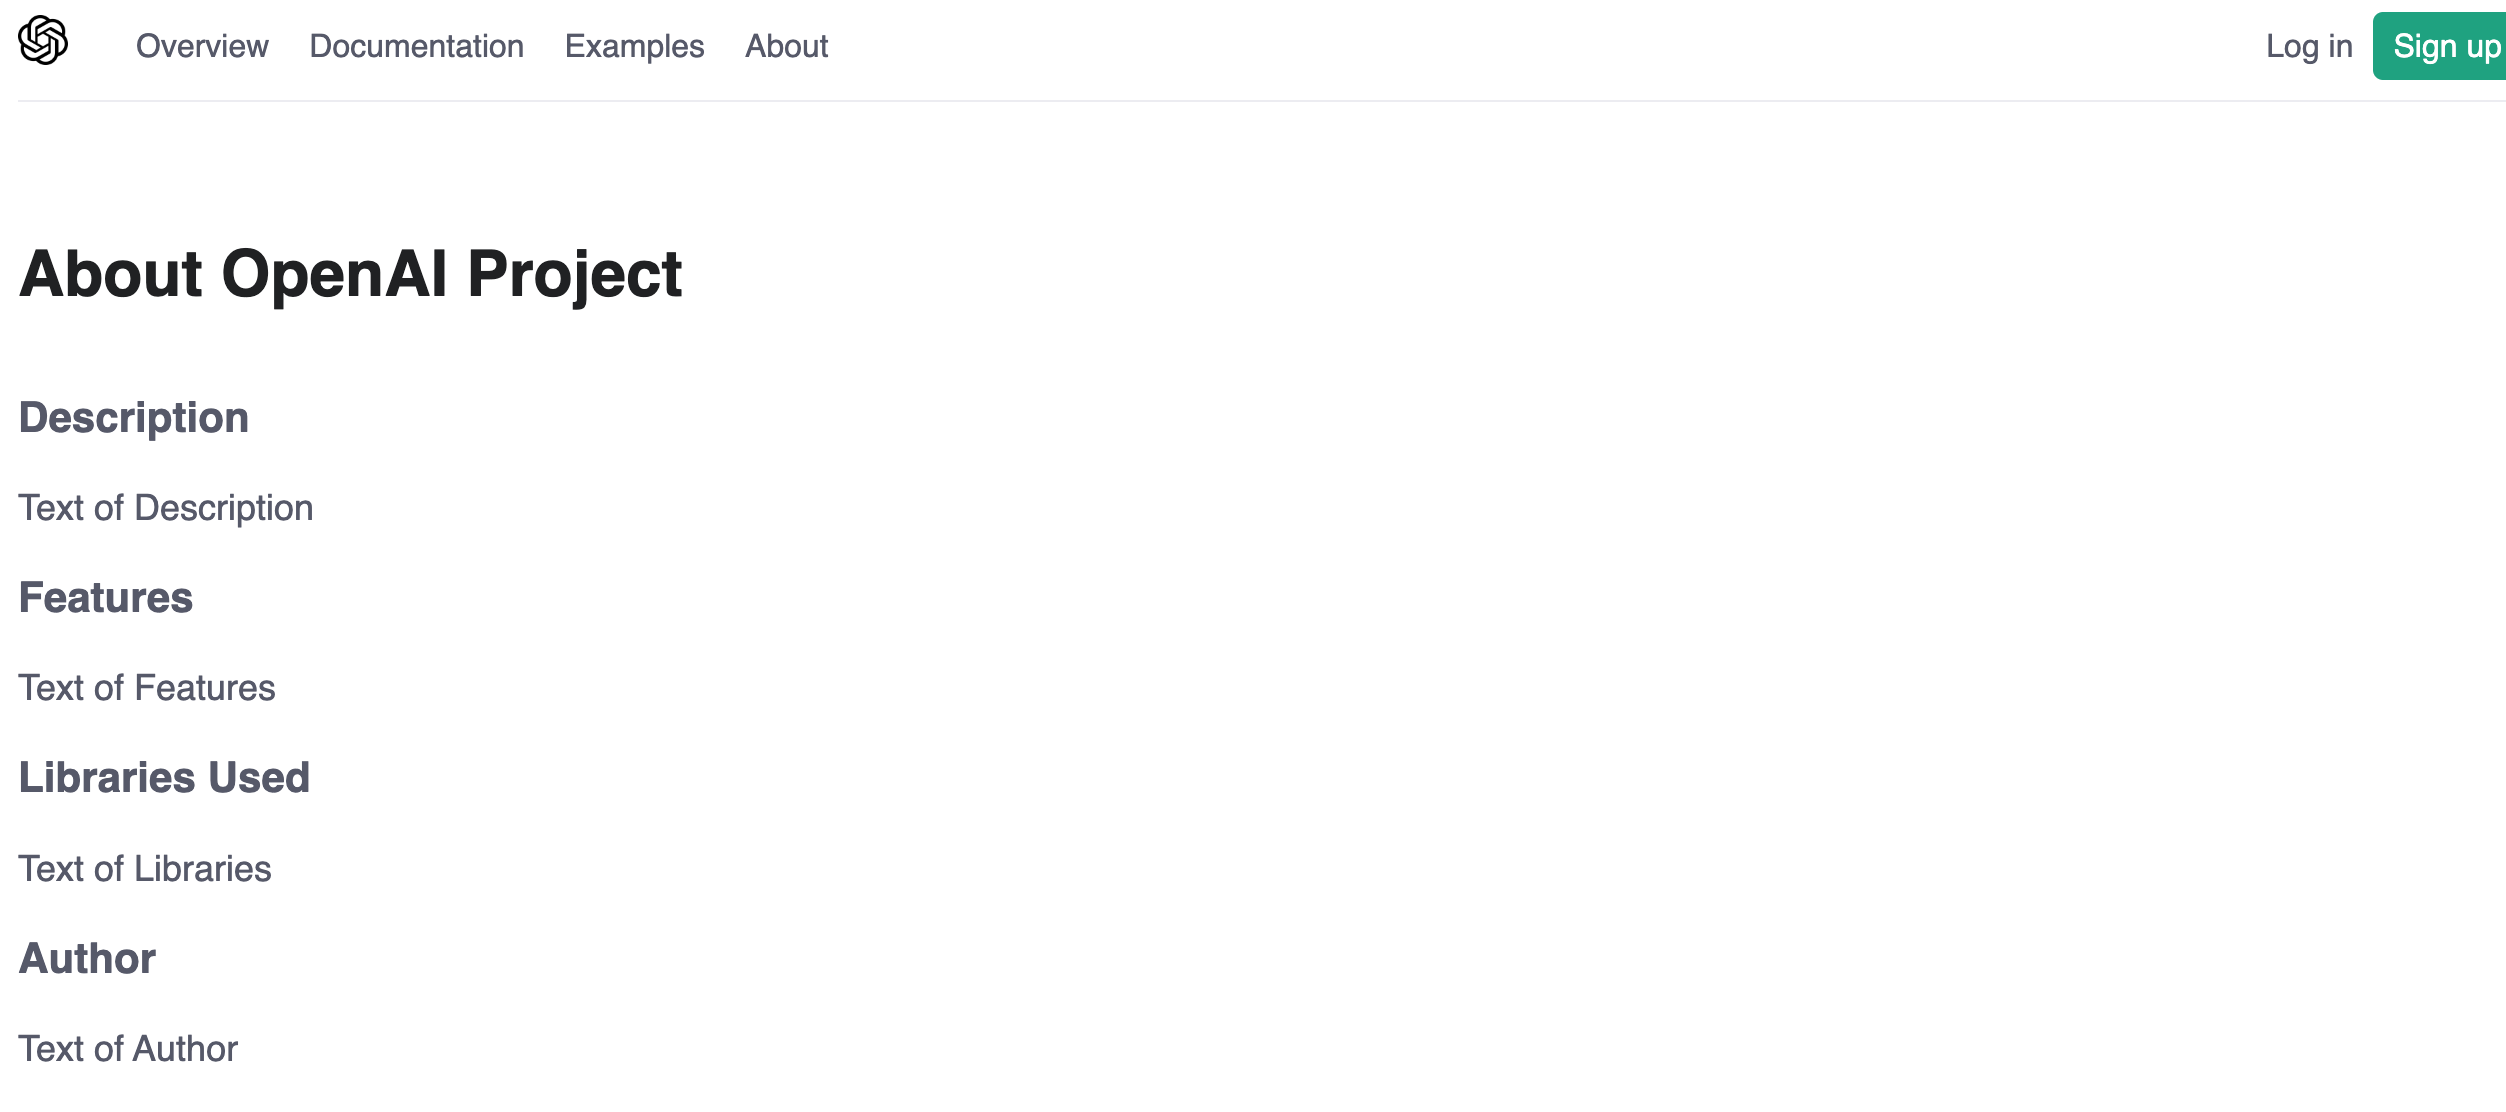 Overview Documentation Examples About Log in Sign up
About OpenAI Project
Description
Text of Description
Features
Text of Features
Libraries Used
Text of Libraries
Author
Text of Author